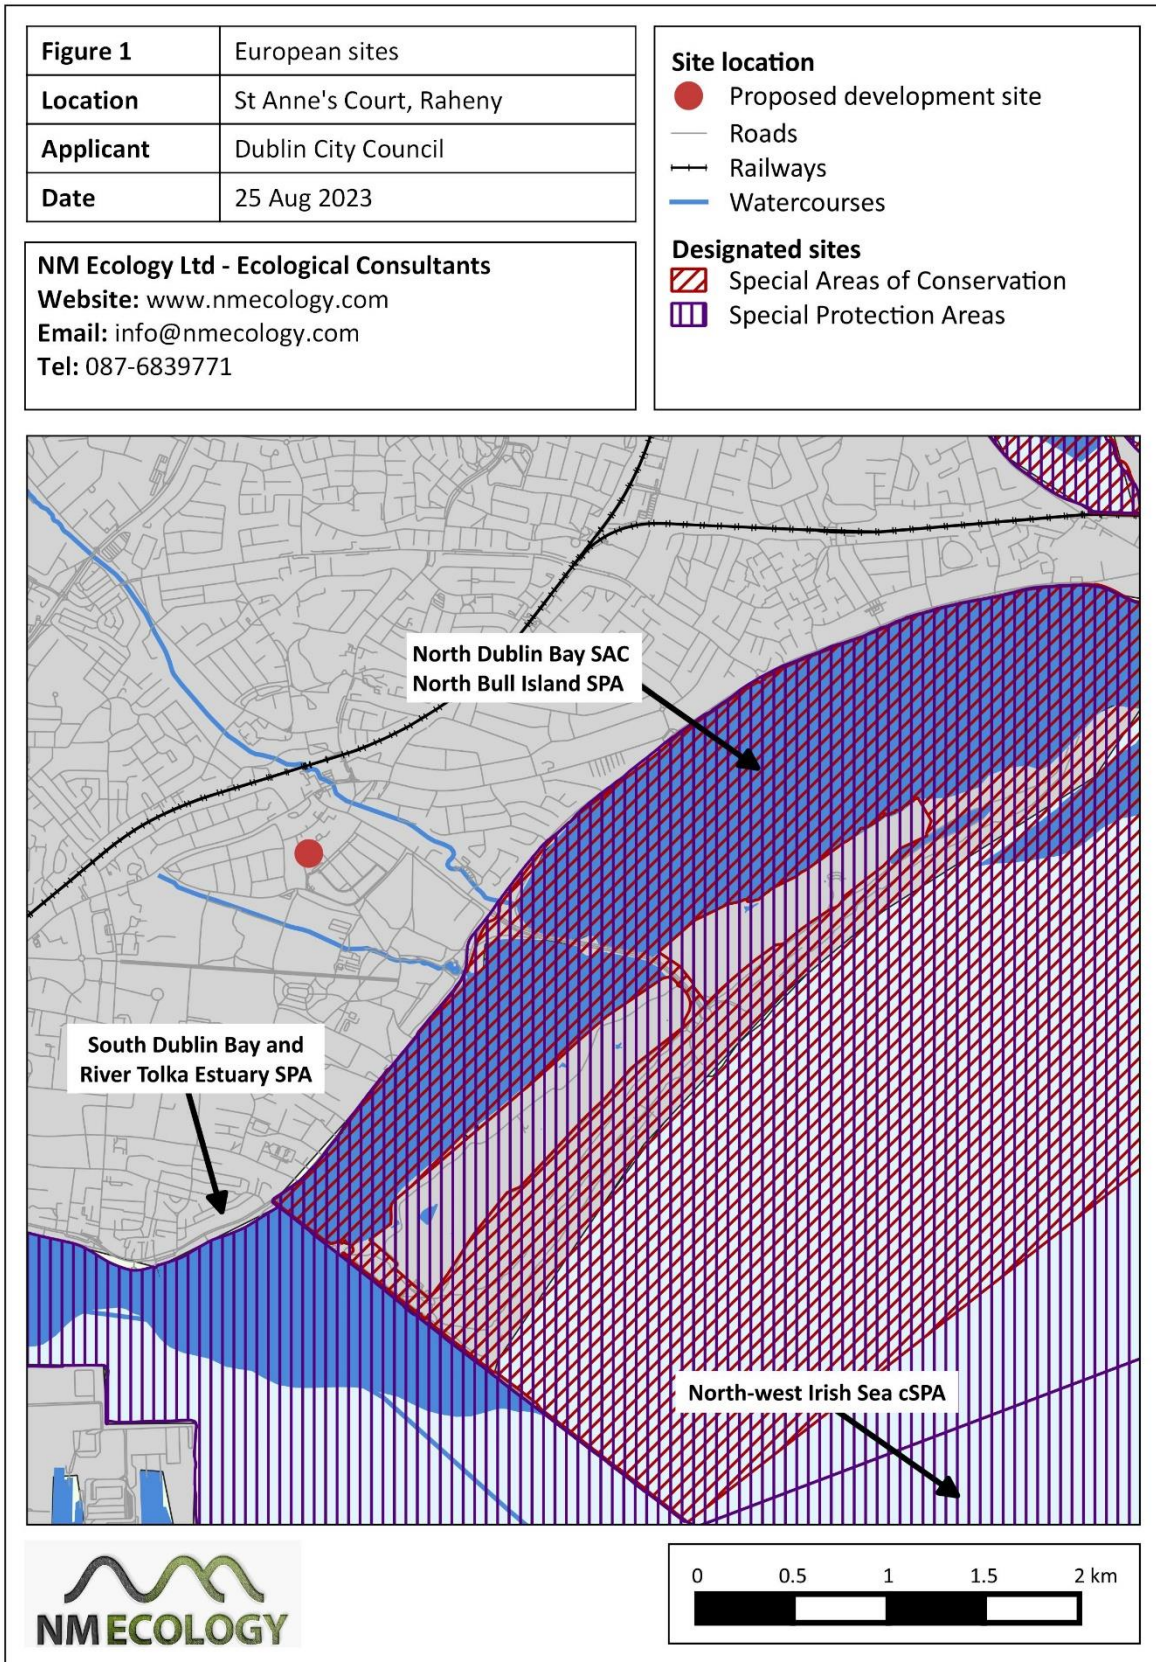 Figure 1 European sites
Location St Anne's Court, Raheny
Applicant Dublin City Council
Date 25 Aug 2023
NM Ecology Ltd - Ecological Consultants
Website: www.nmecology.com
Email: info@nmecology.com
Tel: 087-6839771
Site location
Proposed development site
Roads
Railways
Watercourses
Designated sites
Special Areas of Conservation
Special Protection Areas
North Dublin Bay SAC
North Bull Island SPA
South Dublin Bay and
River Tolka Estuary SPA
North-west Irish Sea cSPA
NMECOLOGY
0 0.5 1 1.5 2 km